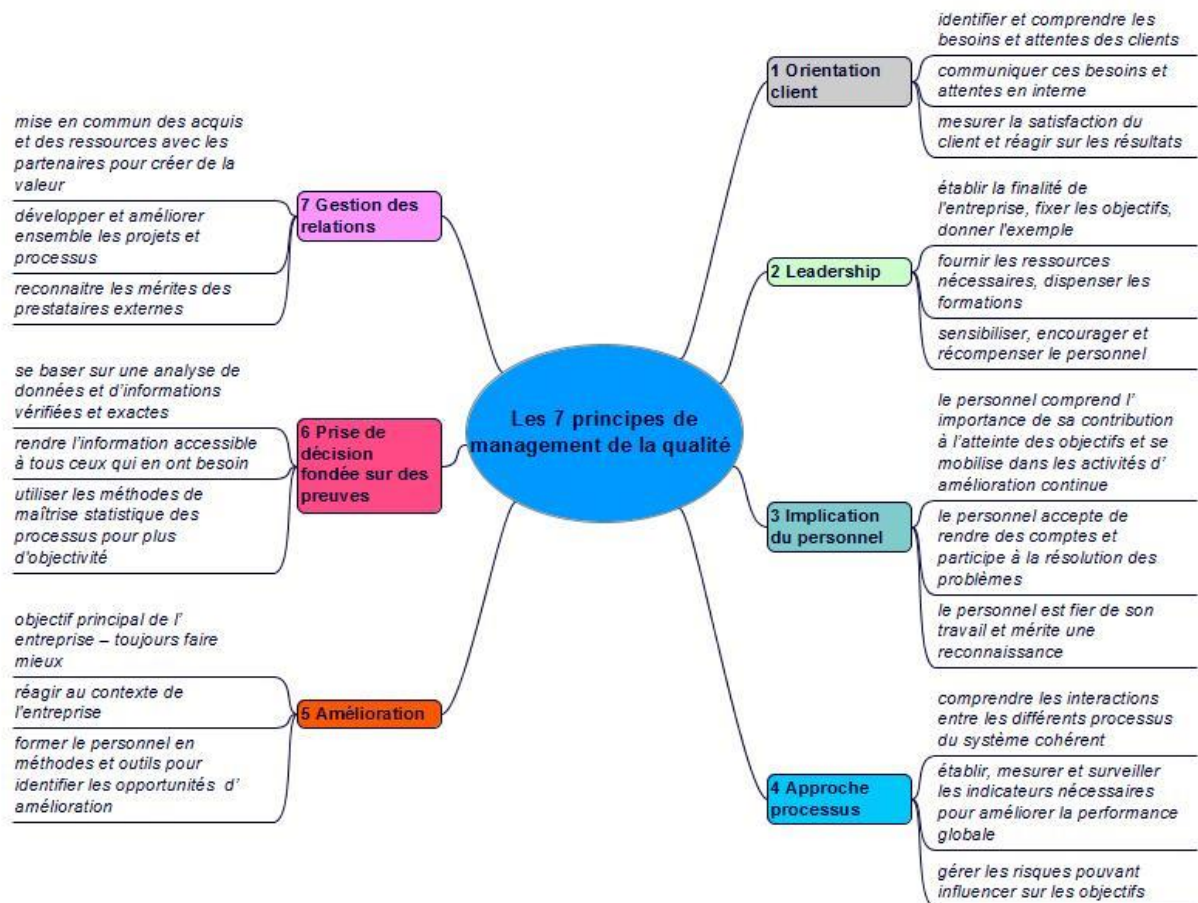 Les 7 principes de
management de la qualité
1 Orientation
client
identifier et comprendre les
besoins et attentes des clients
communiquer ces besoins et
attentes en interne
mesurer la satisfaction du
client et réagir sur les résultats
2 Leadership
établir la finalité de
l'entreprise, fixer les objectifs,
donner l'exemple
fournir les ressources
nécessaires, dispenser les
formations
sensibiliser, encourager et
récompenser le personnel
3 Implication
du personnel
le personnel comprend l’
importance de sa contribution
à l’atteinte des objectifs et se
mobilise dans les activités d’
amélioration continue
le personnel accepte de
rendre des comptes et
participe à la résolution des
problèmes
le personnel est fier de son
travail et mérite une
reconnaissance
4 Approche
processus
comprendre les interactions
entre les différents processus
du système cohérent
établir, mesurer et surveiller
les indicateurs nécessaires
pour améliorer la performance
globale
gérer les risques pouvant
influencer sur les objectifs
5 Amélioration
objectif principal de l’
entreprise – toujours faire
mieux
réagir au contexte de
l'entreprise
former le personnel en
méthodes et outils pour
identifier les opportunités d’
amélioration
6 Prise de
décision
fondée sur des
preuves
se baser sur une analyse de
données et d’informations
vérifiées et exactes
rendre l’information accessible
à tous ceux qui en ont besoin
utiliser les méthodes de
maîtrise statistique des
processus pour plus
d'objectivité
7 Gestion des
relations
mise en commun des acquis
et des ressources avec les
partenaires pour créer de la
valeur
développer et améliorer
ensemble les projets et
processus
reconnaitre les mérites des
prestataires externes